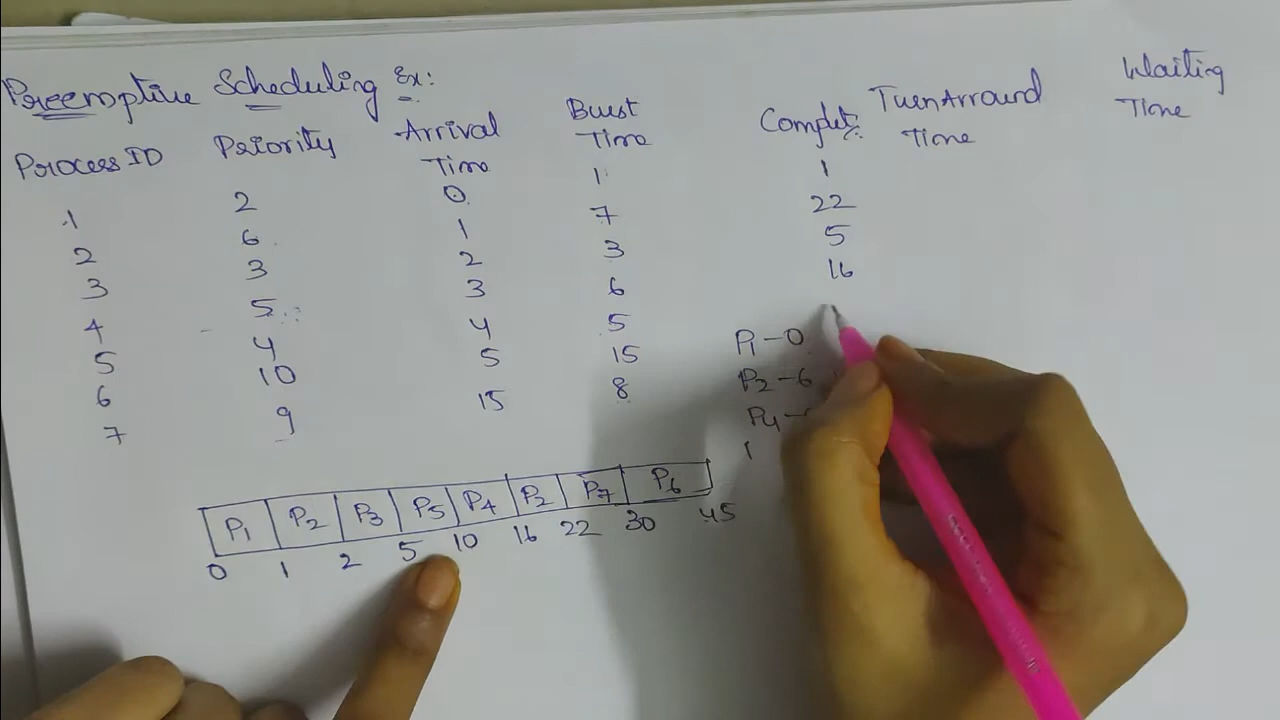 Preemptive Scheduling Ex:
Process ID Priority Arrival Time Burst Time Complet. TurnArround Time Waiting Time
1 2 0 1 1
2 6 1 7 22
3 3 2 3 5
4 5 3 6 16
5 4 4 5
6 10 5 15
7 9 15 8
P1-0
P2-6
P4-
P1 P2 P3 P5 P4 P2 P7 P6
0 1 2 5 10 16 22 30 45